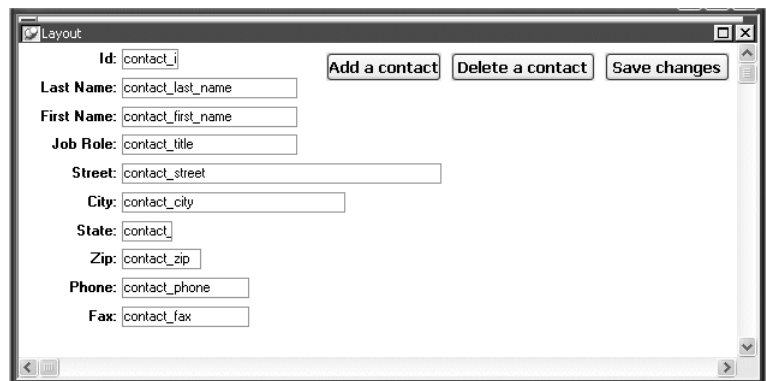 Layout
Id: contact_i
Add a contact Delete a contact Save changes
Last Name: contact_last_name
First Name: contact_first_name
Job Role: contact_title
Street: contact_street
City: contact_city
State: contact_
Zip: contact_zip
Phone: contact_phone
Fax: contact_fax